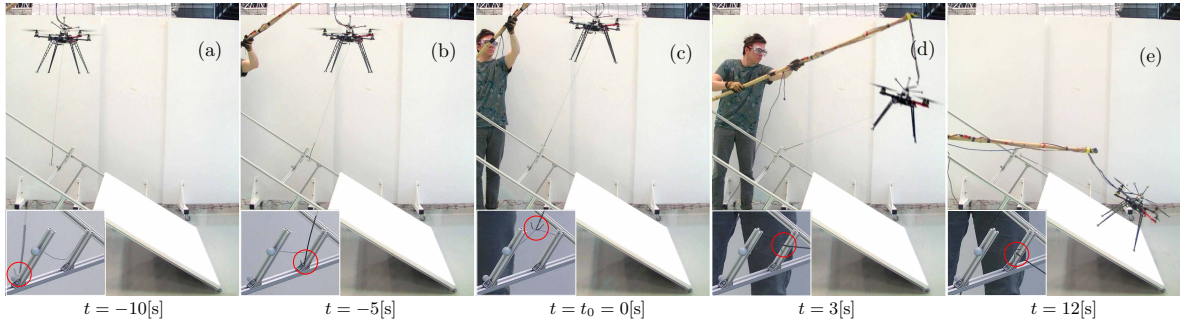 (a)
(b)
(c)
(d)
(e)
t = −10[s]
t = −5[s]
t = t₀ = 0[s]
t = 3[s]
t = 12[s]